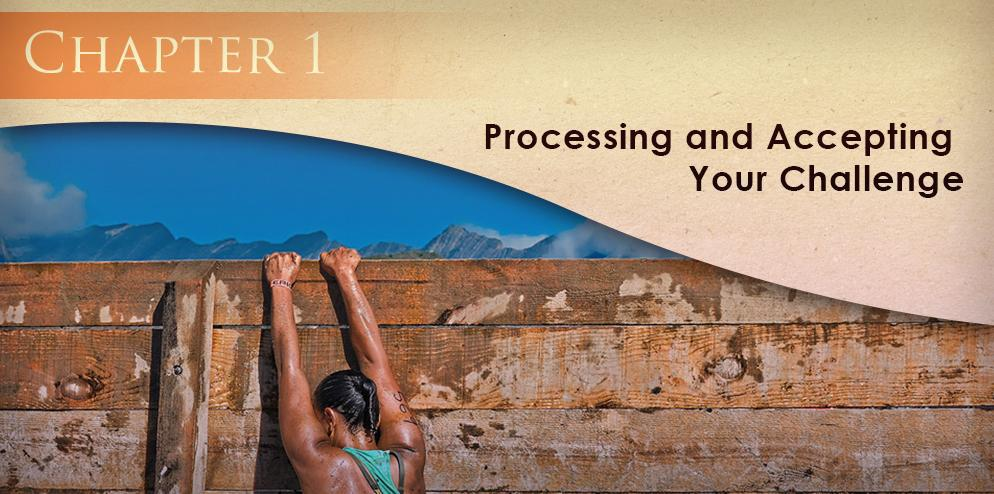 CHAPTER 1
Processing and Accepting
Your Challenge